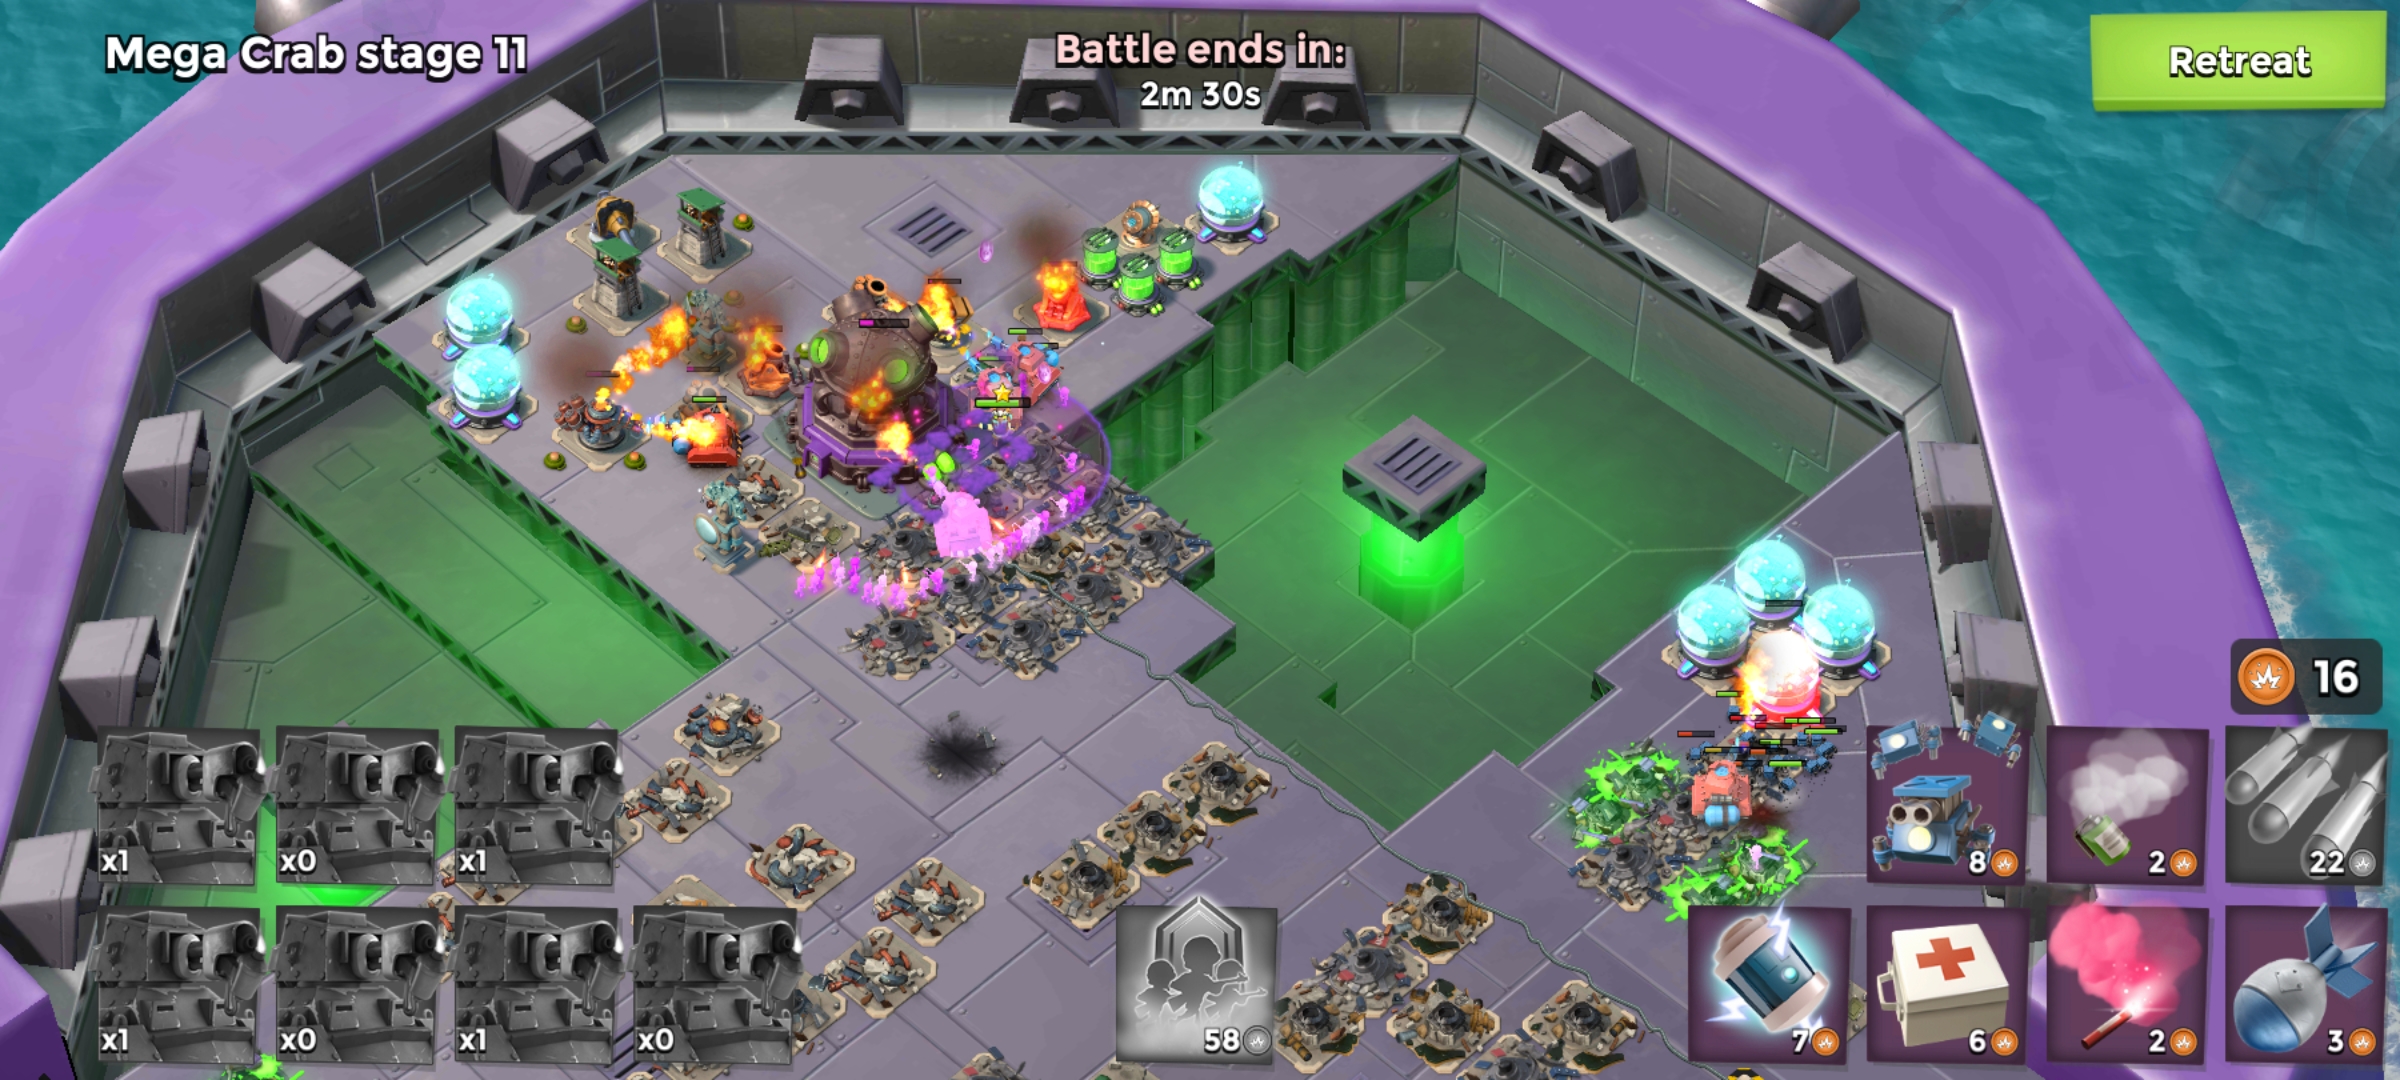 Mega Crab stage 11
Battle ends in:
2m 30s
Retreat
16
x1
x0
x1
8
2
22
x1
x0
x1
x0
58
7
6
2
3